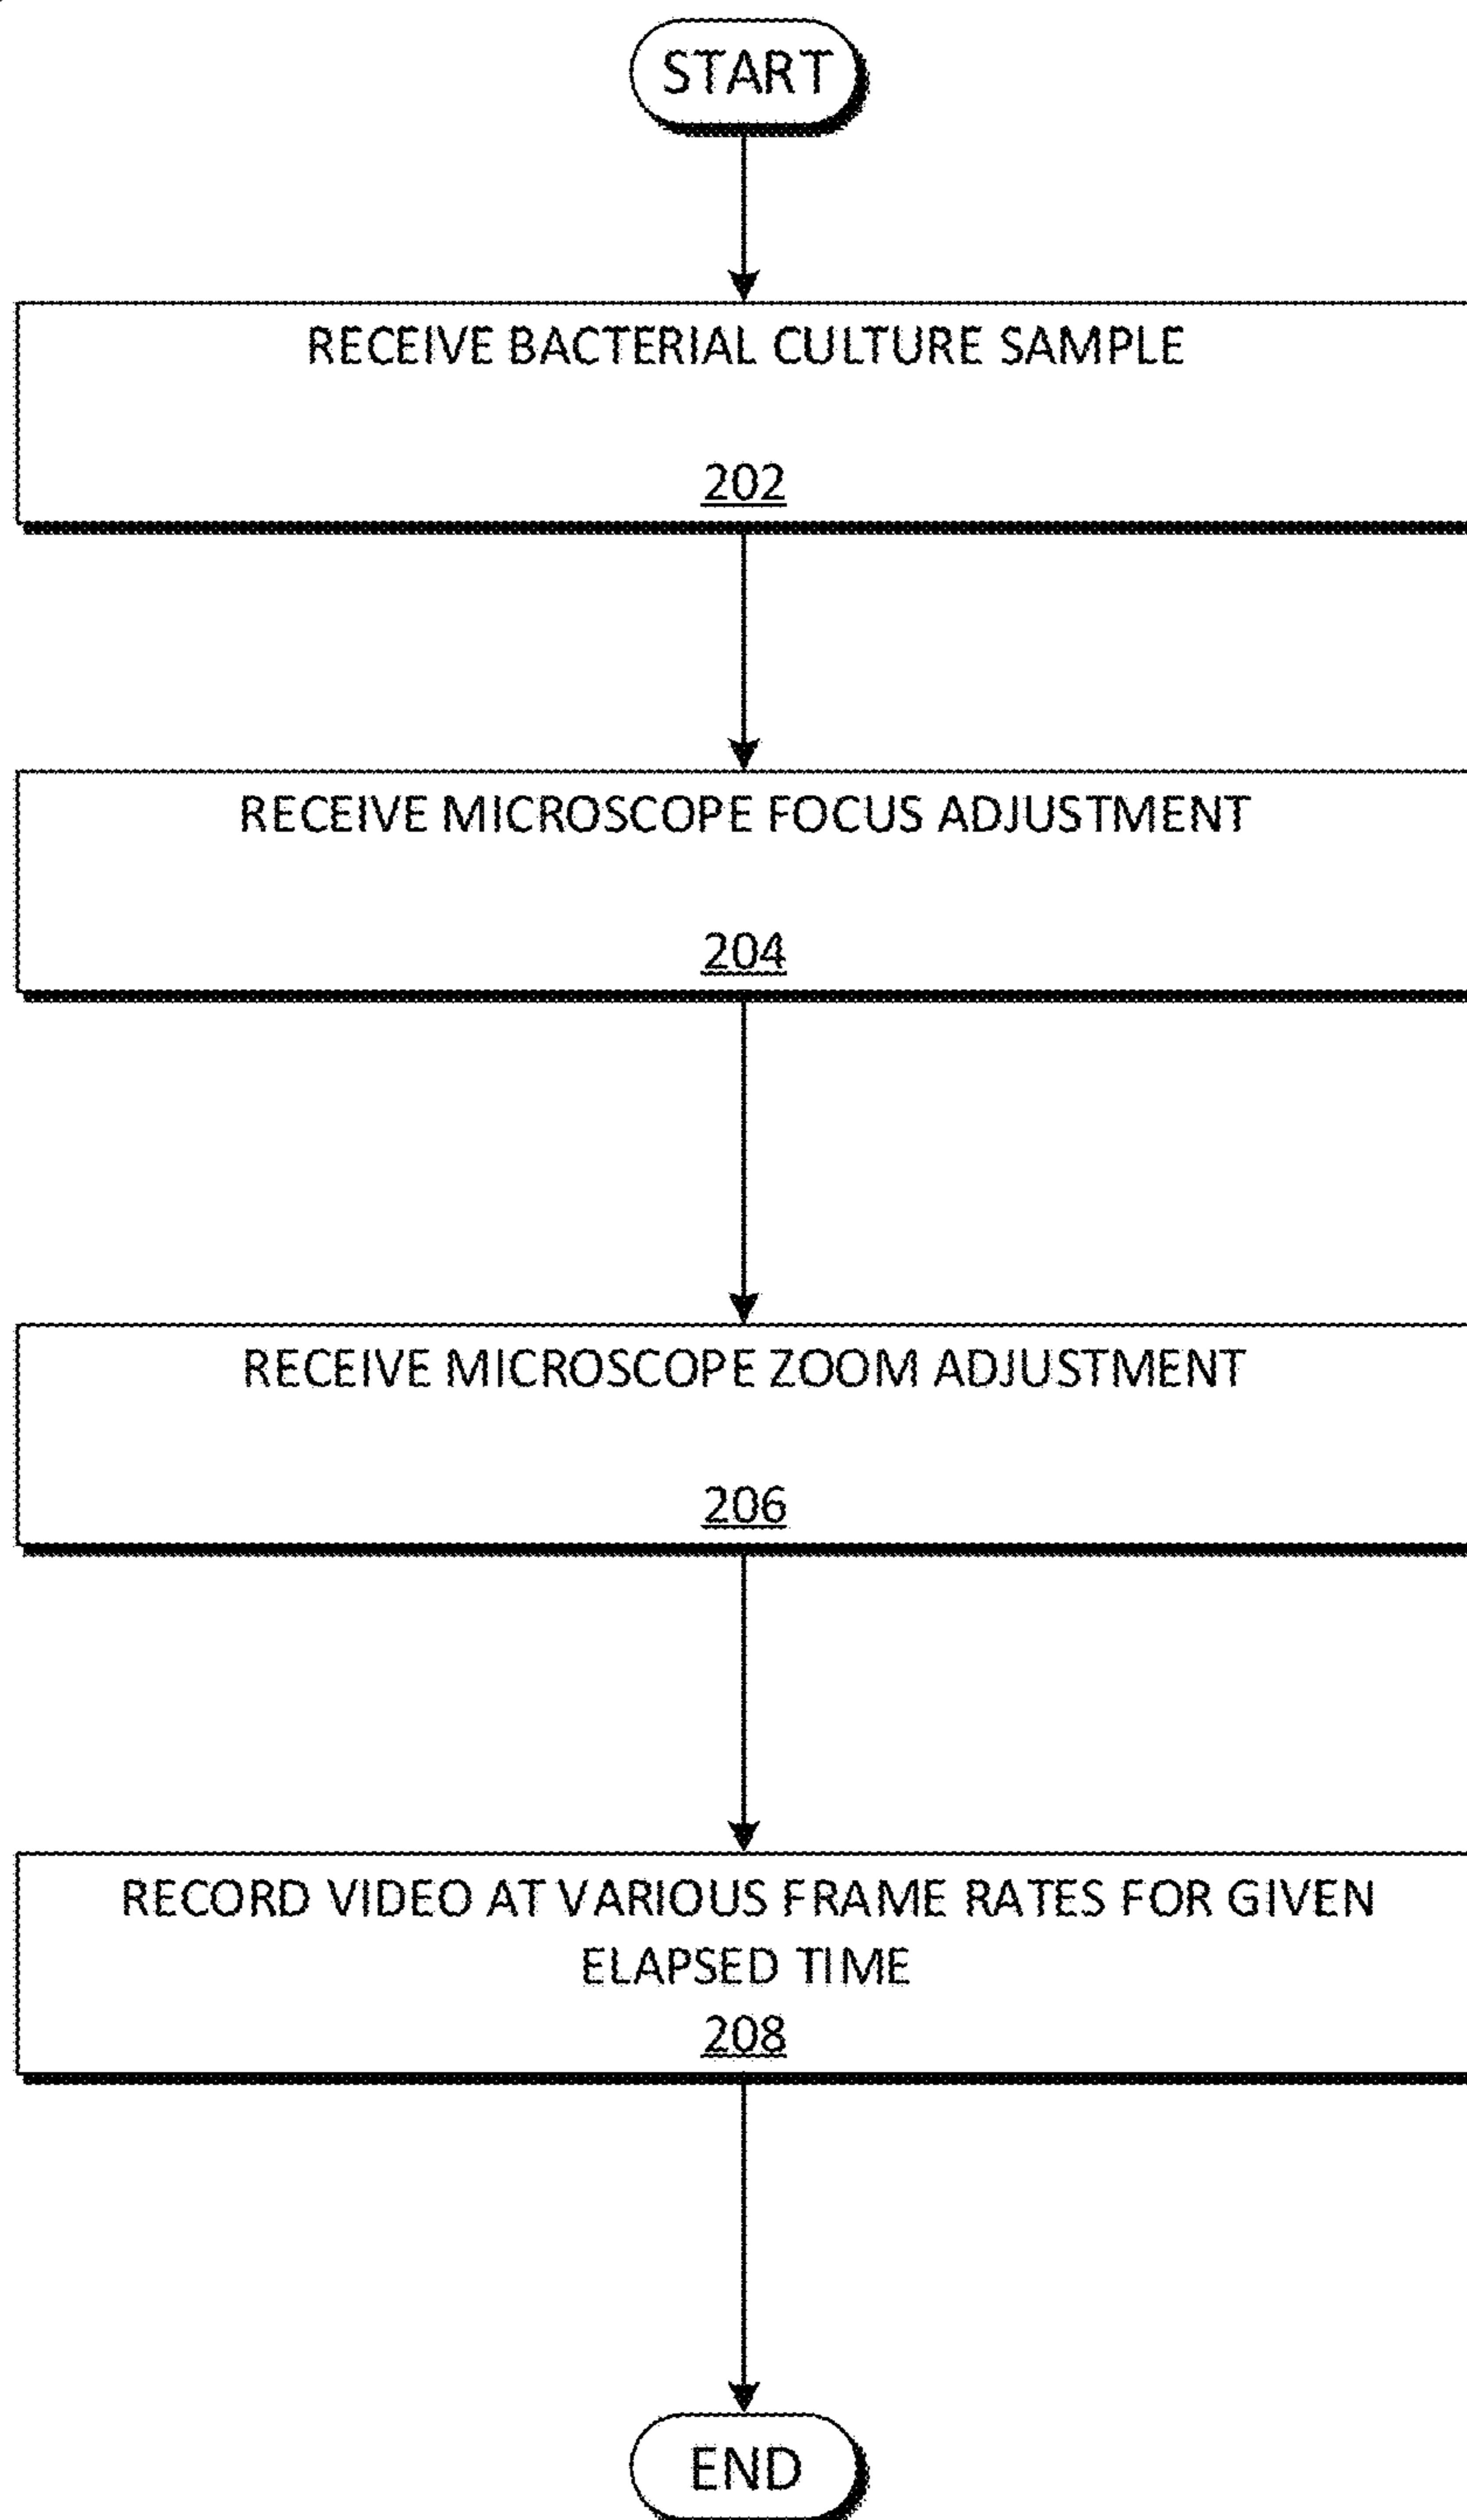 START
RECEIVE BACTERIAL CULTURE SAMPLE
202
RECEIVE MICROSCOPE FOCUS ADJUSTMENT
204
RECEIVE MICROSCOPE ZOOM ADJUSTMENT
206
RECORD VIDEO AT VARIOUS FRAME RATES FOR GIVEN
ELAPSED TIME
208
END